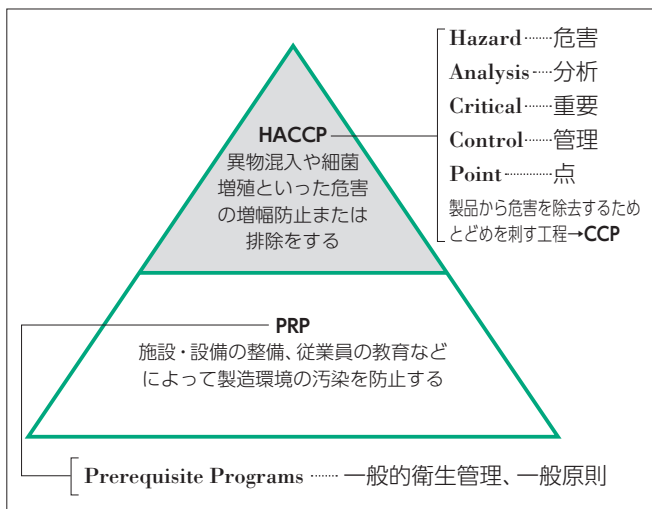 Hazard……危害
Analysis……分析
Critical……重要
Control……管理
Point……点
製品から危害を除去するため
とどめを刺す工程→CCP
HACCP
異物混入や細菌
増殖といった危害
の増幅防止または
排除をする
PRP
施設・設備の整備、従業員の教育など
によって製造環境の汚染を防止する
Prerequisite Programs ……… 一般的衛生管理、一般原則